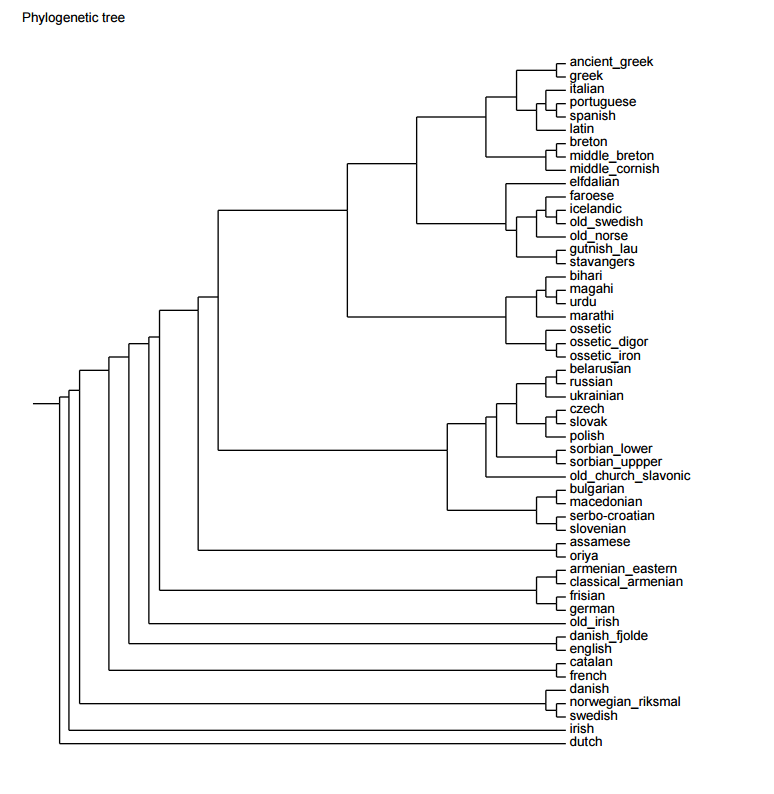 Phylogenetic tree
ancient_greek
greek
italian
portuguese
spanish
latin
breton
middle_breton
middle_cornish
elfdalian
faroese
icelandic
old_swedish
old_norse
gutnish_lau
stavangers
bihari
magahi
urdu
marathi
ossetic
ossetic_digor
ossetic_iron
belarusian
russian
ukrainian
czech
slovak
polish
sorbian_lower
sorbian_uppper
old_church_slavonic
bulgarian
macedonian
serbo-croatian
slovenian
assamese
oriya
armenian_eastern
classical_armenian
frisian
german
old_irish
danish_fjolde
english
catalan
french
danish
norwegian_riksmal
swedish
irish
dutch